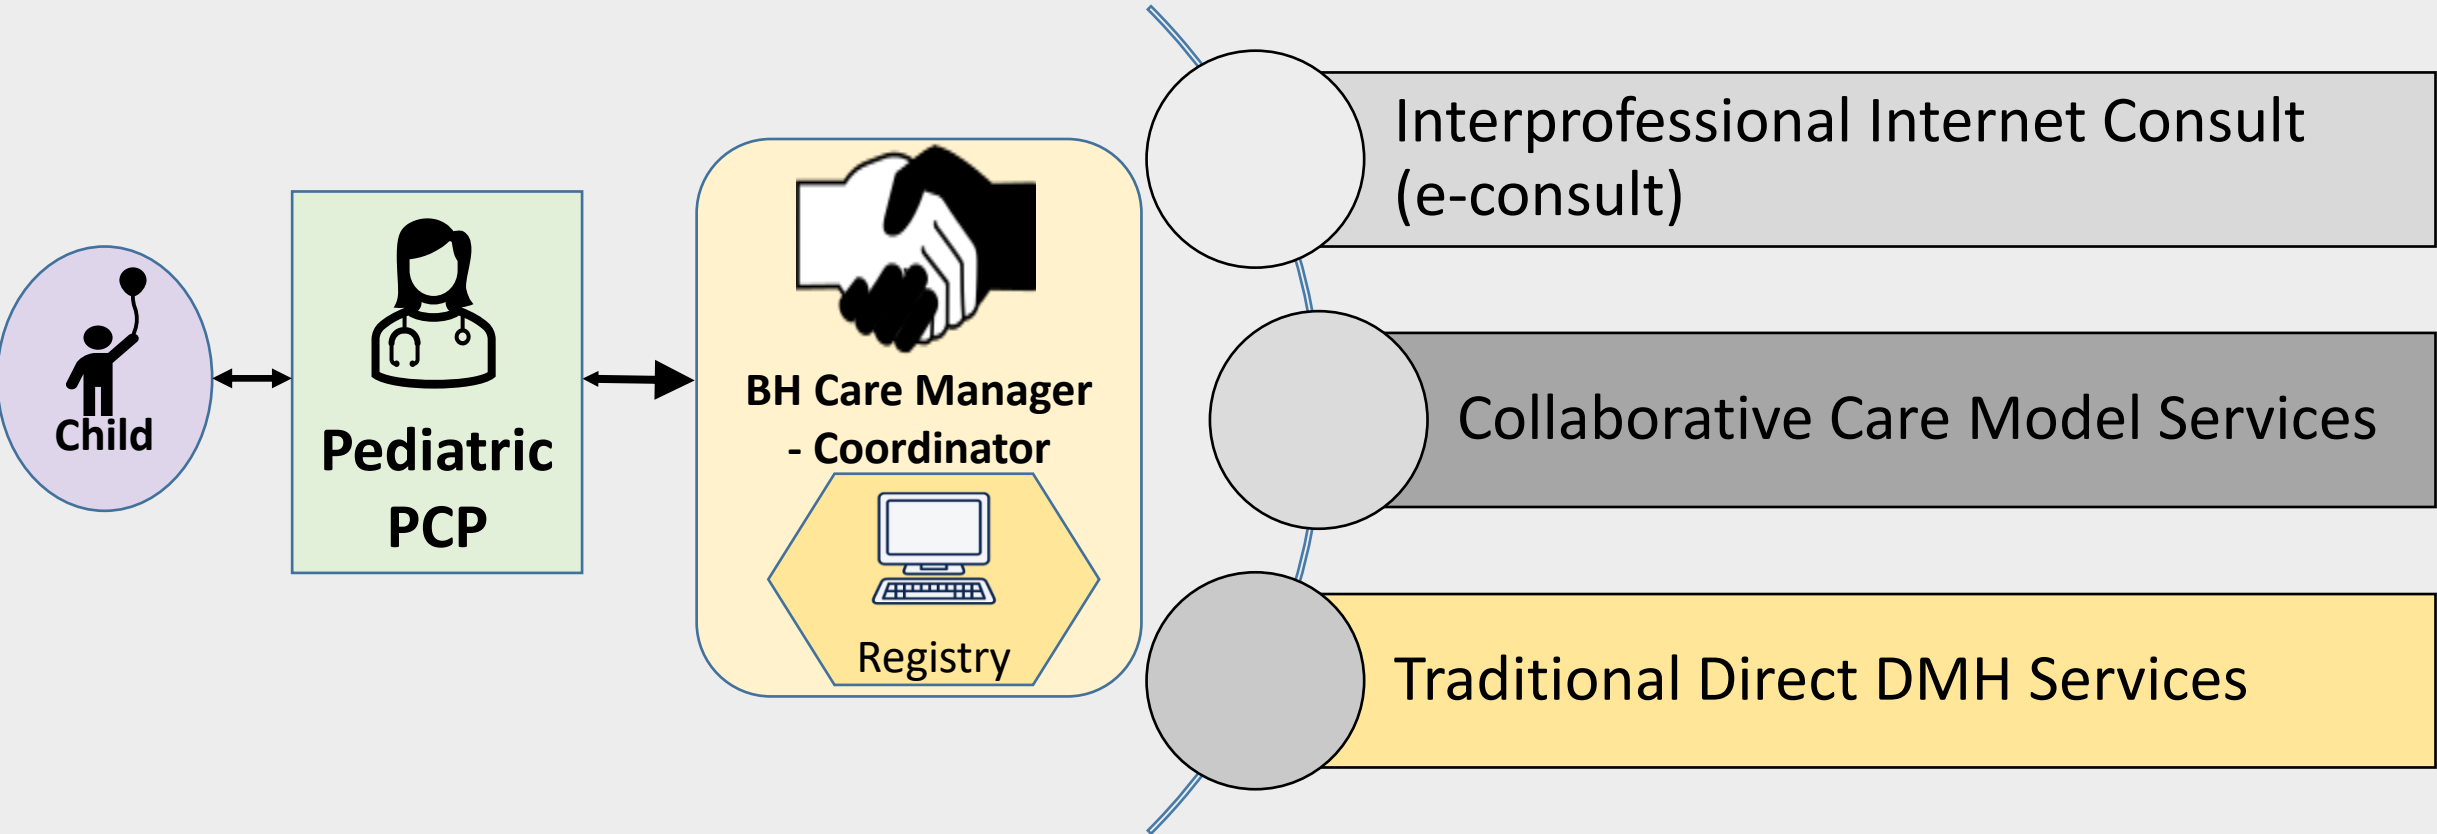 Child
Pediatric
PCP
BH Care Manager
- Coordinator
Registry
Interprofessional Internet Consult
(e-consult)
Collaborative Care Model Services
Traditional Direct DMH Services